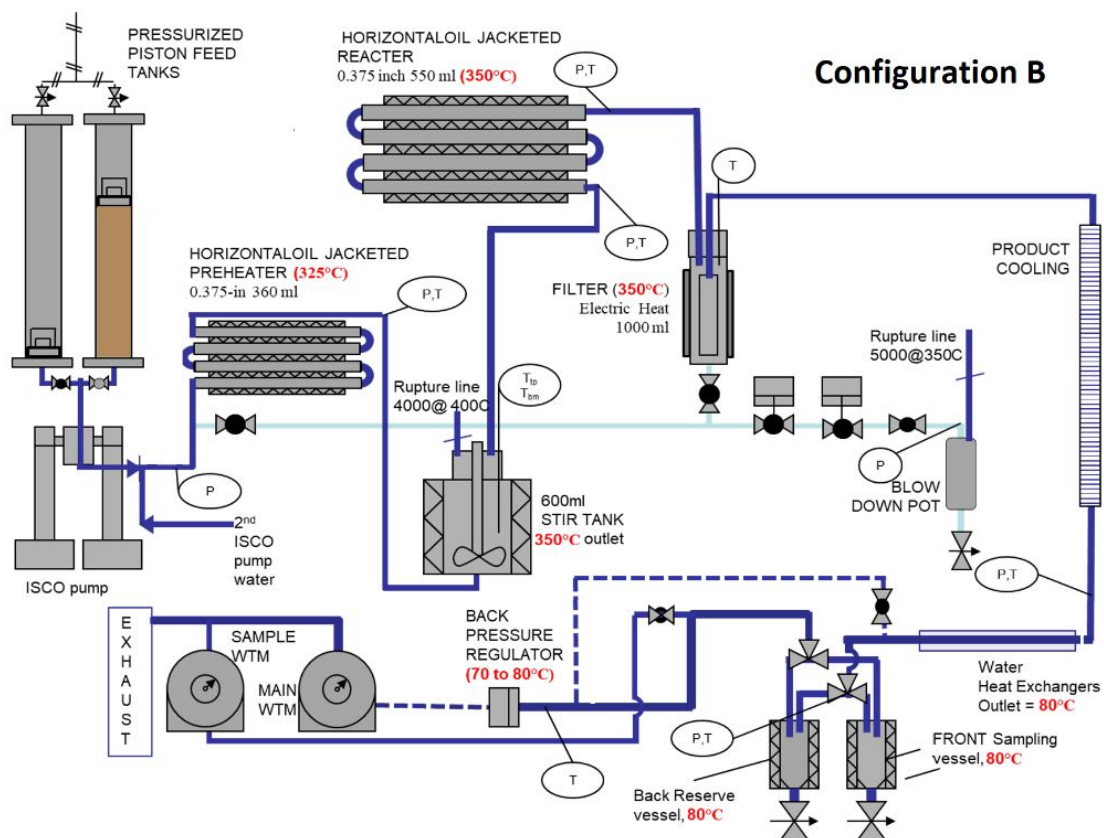 PRESSURIZED
PISTON FEED
TANKS
HORIZONTALOIL JACKETED
REACTER
0.375 inch 550 ml (350°C)
P,T
Configuration B
T
P,T
HORIZONTALOIL JACKETED
PREHEATER (325°C)
0.375-in 360 ml
P,T
PRODUCT
COOLING
FILTER (350°C)
Electric Heat
1000 ml
Rupture line
5000@350C
Rupture line
4000@ 400C
Ttp
Tbm
P
P
BLOW
DOWN POT
600ml
STIR TANK
350°C outlet
2nd
ISCO
pump
water
ISCO pump
P,T
EXHAUST
SAMPLE
WTM
MAIN
WTM
BACK
PRESSURE
REGULATOR
(70 to 80°C)
Water
Heat Exchangers
Outlet = 80°C
P,T
T
FRONT Sampling
vessel, 80°C
Back Reserve
vessel, 80°C